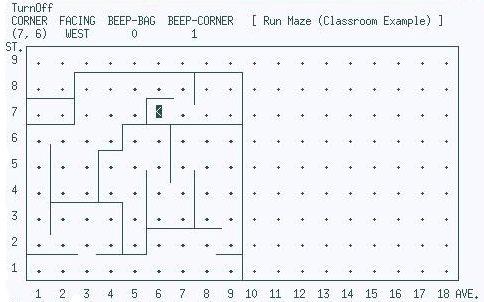 TurnOff
CORNER FACING BEEP-BAG BEEP-CORNER [ Run Maze (Classroom Example) ]
(7, 6) WEST 0 1
ST.
9
8
7
6
5
4
3
2
1
1 2 3 4 5 6 7 8 9 10 11 12 13 14 15 16 17 18 AVE.